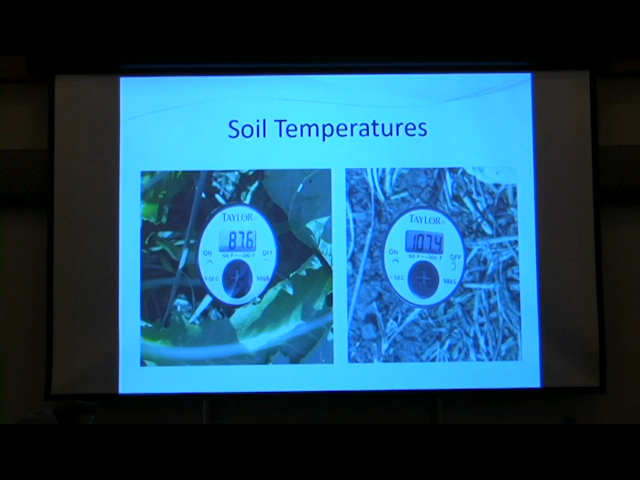 Soil Temperatures
TAYLOR
87.6
ON
OFF
TAYLOR
107.4
ON
OFF